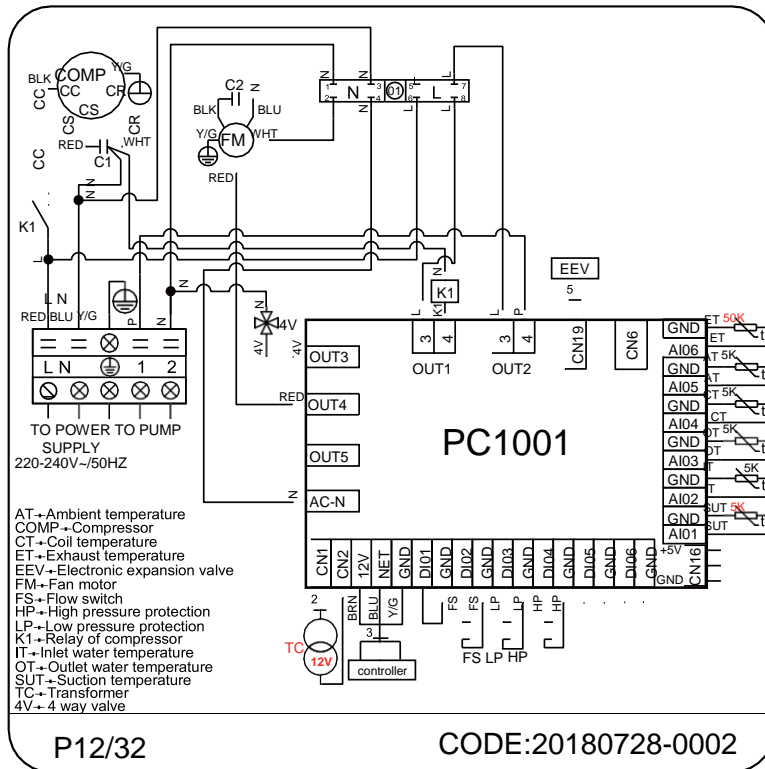 COMP
BLK
Y/G
CC
CC
CR
CS
CS
CR
RED
WHT
C1
CC
N
N
K1
L
C2
N
BLK
BLU
Y/G
FM
WHT
RED
N
N
L
L
1
3
5
7
N
01
L
2
4
6
8
N
L
L
L N
RED BLU Y/G
P
N
N
L N
1
2
TO POWER TO PUMP
SUPPLY
220-240V~/50HZ
N
4V
4V
4V
N
K1
L
K1
L
P
EEV
5
OUT3
3
4
3
4
CN19
CN6
OUT1
OUT2
RED
OUT4
OUT5
N
AC-N
PC1001
GND
ET
50K
t
AI06
ET
GND
AT
5K
t
AI05
AT
GND
CT
5K
t
AI04
CT
GND
OT
5K
t
AI03
OT
GND
IT
5K
t
AI02
IT
GND
SUT
5K
t
AI01
SUT
+5V
CN16
GND
CN1
CN2
12V
NET
GND
DI01
GND
DI02
GND
DI03
GND
DI04
GND
DI05
GND
DI06
GND
2
BRN
BLU
Y/G
FS
FS
LP
LP
HP
HP
TC
12V
3
controller
FS LP HP
AT Ambient temperature
COMP Compressor
CT Coil temperature
ET Exhaust temperature
EEV Electronic expansion valve
FM Fan motor
FS Flow switch
HP High pressure protection
LP Low pressure protection
K1 Relay of compressor
IT Inlet water temperature
OT Outlet water temperature
SUT Suction temperature
TC Transformer
4V 4 way valve
P12/32
CODE:20180728-0002